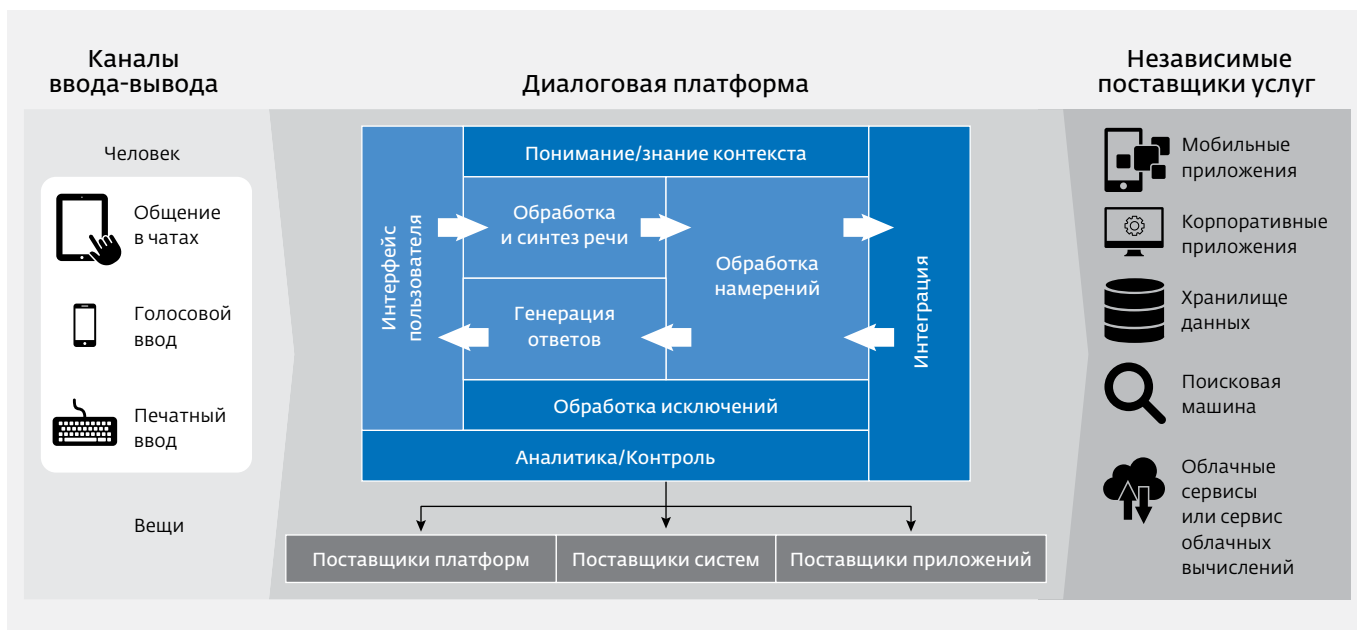 Каналы
ввода-вывода
Диалоговая платформа
Независимые
поставщики услуг
Человек
Общение
в чатах
Голосовой
ввод
Печатный
ввод
Вещи
Интерфейс
пользователя
Понимание/знание контекста
Обработка
и синтез речи
Обработка
намерений
Генерация
ответов
Интеграция
Обработка исключений
Аналитика/Контроль
Поставщики платформ
Поставщики систем
Поставщики приложений
Мобильные
приложения
Корпоративные
приложения
Хранилище
данных
Поисковая
машина
Облачные
сервисы
или сервис
облачных
вычислений